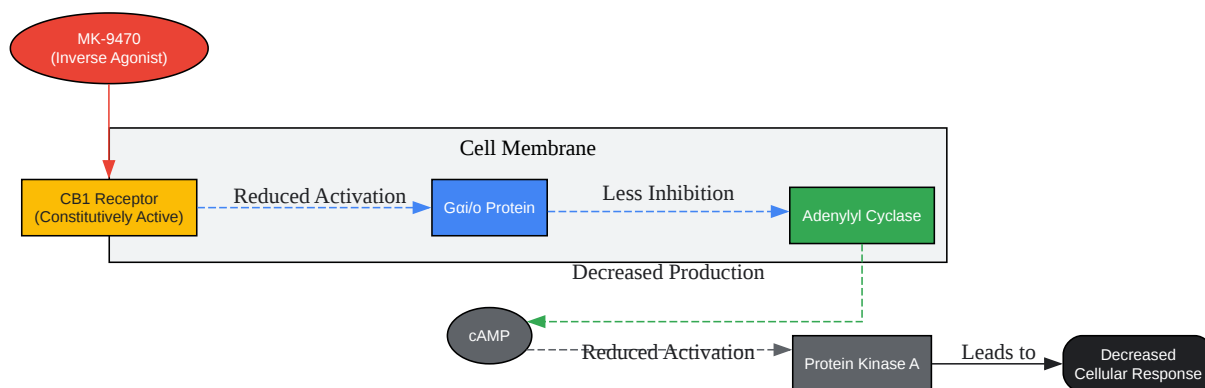 MK-9470
(Inverse Agonist)
Cell Membrane
CB1 Receptor
(Constitutively Active)
Reduced Activation
Gαi/o Protein
Less Inhibition
Adenylyl Cyclase
Decreased Production
cAMP
Reduced Activation
Protein Kinase A
Leads to
Decreased
Cellular Response